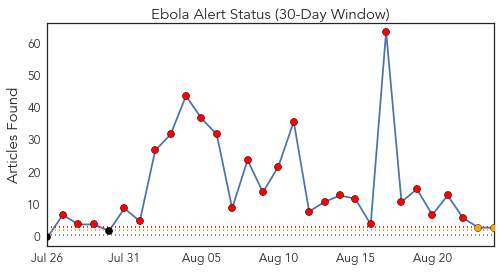 Ebola Alert Status (30-Day Window)
Articles Found
60
50
40
30
20
10
0
Jul 26
Jul 31
Aug 05
Aug 10
Aug 15
Aug 20